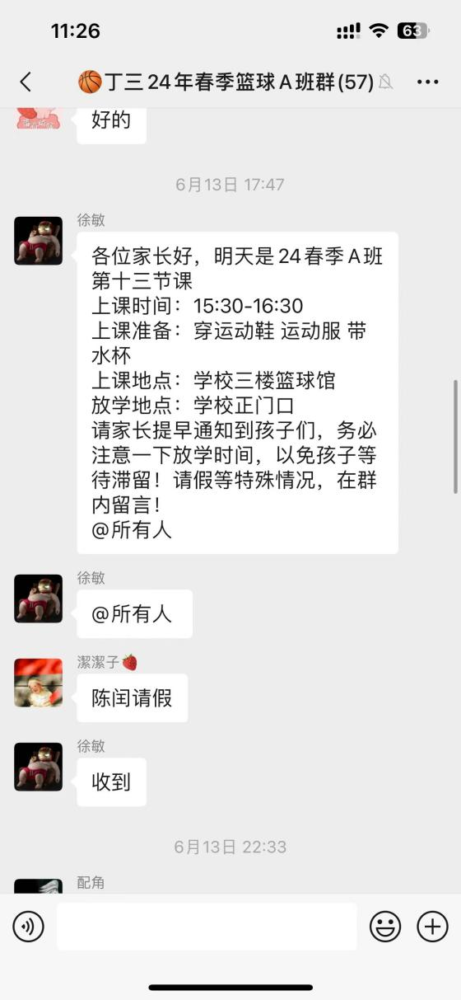 11:26
63
🏀丁三24年春季篮球A班群(57)
好的
6月13日 17:47
徐敏
各位家长好，明天是24春季A班
第十三节课
上课时间：15:30-16:30
上课准备：穿运动鞋 运动服 带
水杯
上课地点：学校三楼篮球馆
放学地点：学校正门口
请家长提早通知到孩子们，务必
注意一下放学时间，以免孩子等
待滞留！请假等特殊情况，在群
内留言！
@所有人
徐敏
@所有人
潔潔子🍓
陈闰请假
徐敏
收到
6月13日 22:33
配角